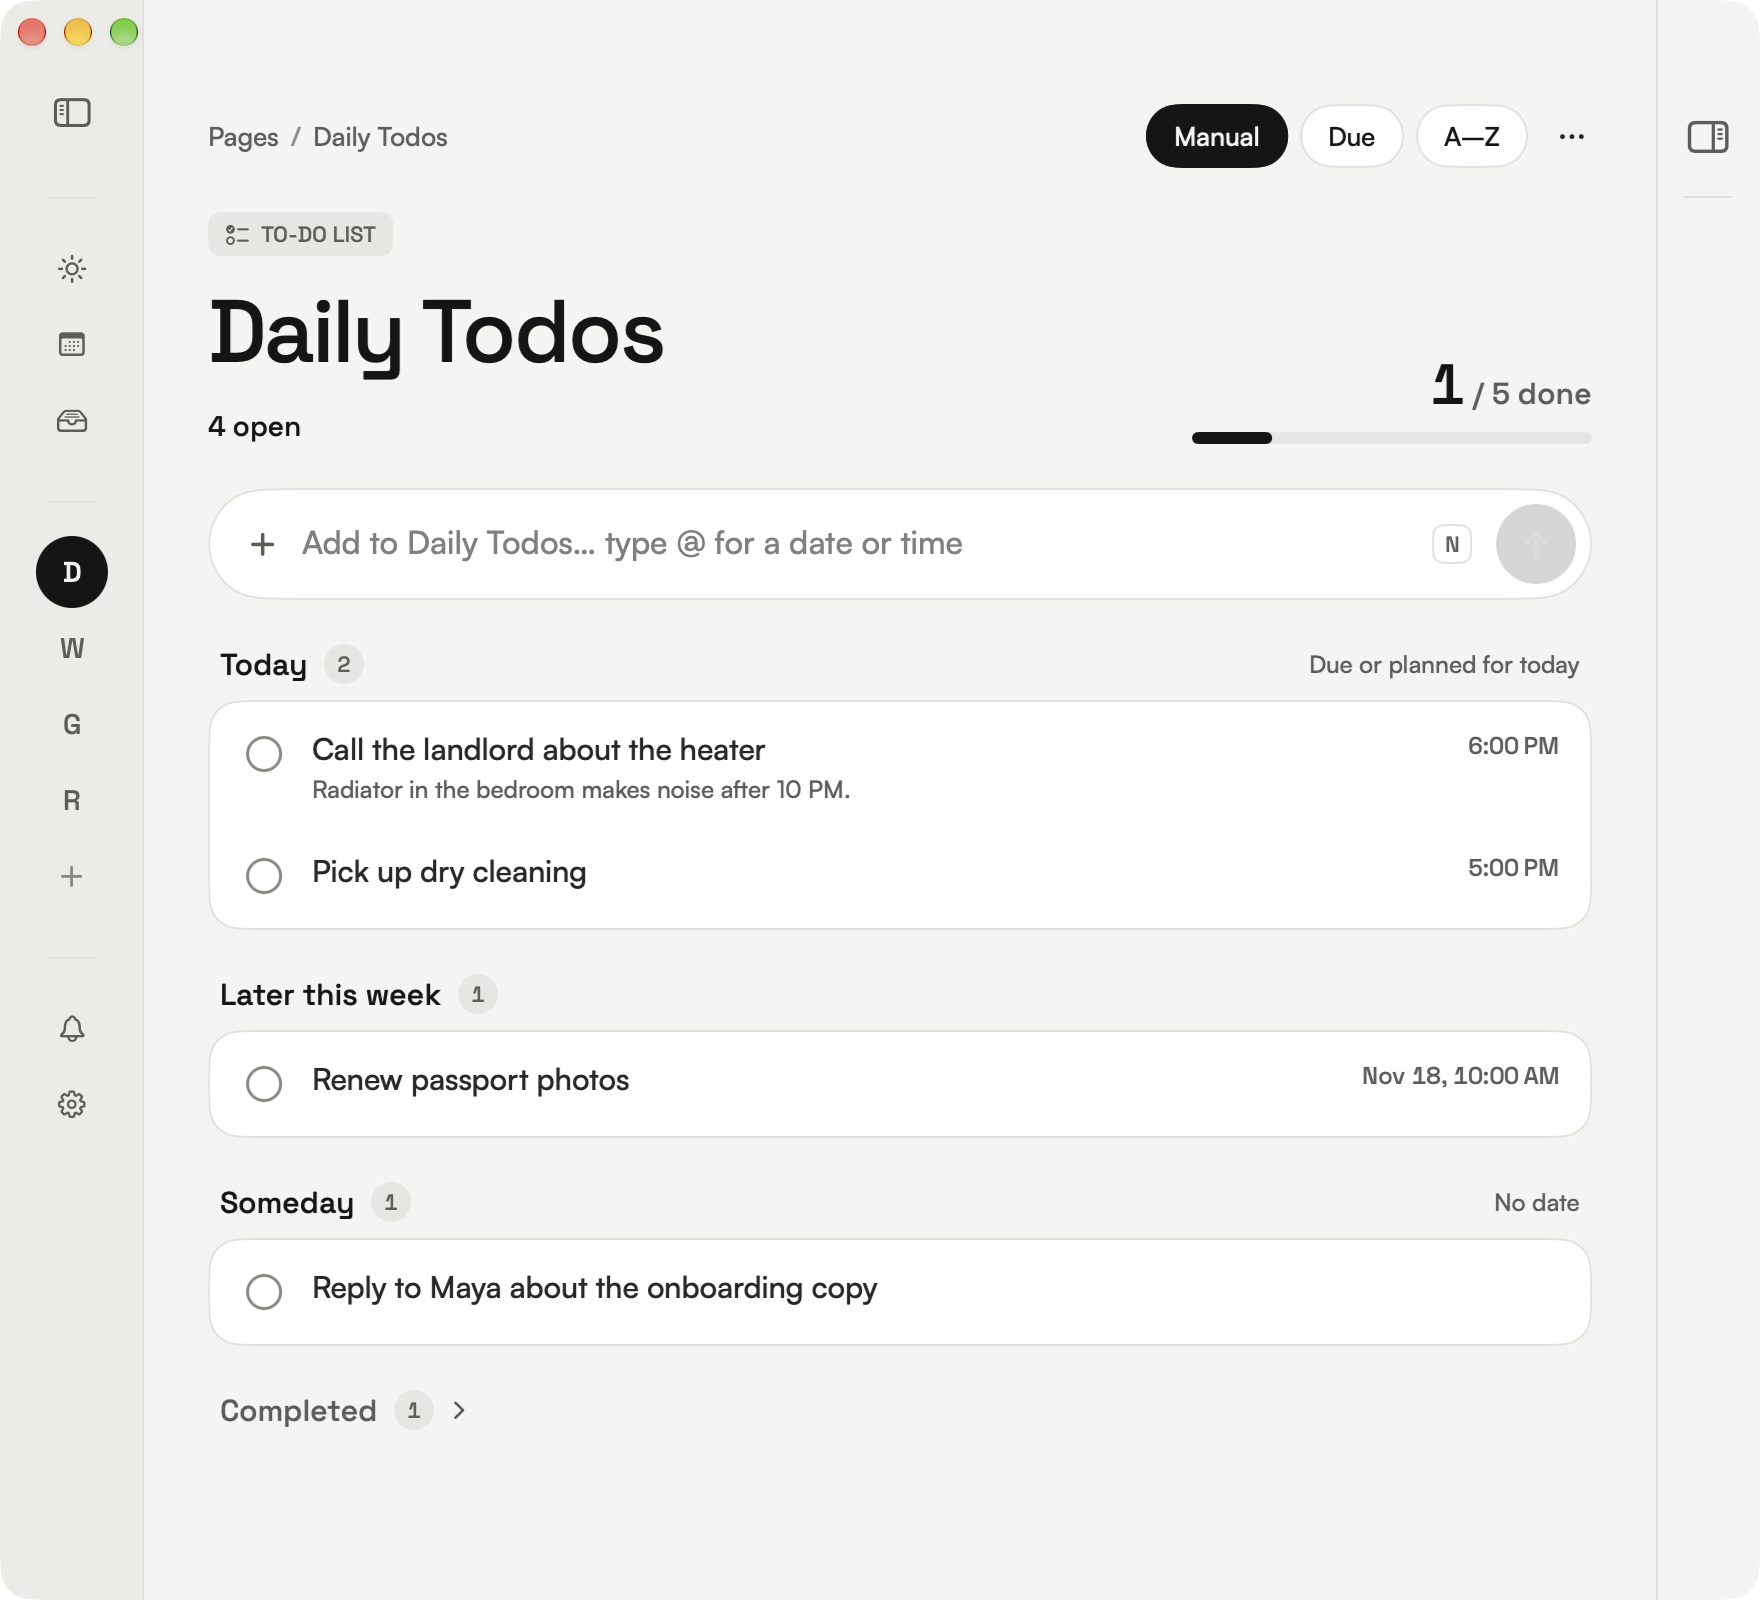 Pages / Daily Todos
Manual
Due
A—Z
TO-DO LIST
Daily Todos
4 open
1 / 5 done
Add to Daily Todos... type @ for a date or time
N
D
W
G
R
Today 2
Due or planned for today
Call the landlord about the heater
6:00 PM
Radiator in the bedroom makes noise after 10 PM.
Pick up dry cleaning
5:00 PM
Later this week 1
Renew passport photos
Nov 18, 10:00 AM
Someday 1
No date
Reply to Maya about the onboarding copy
Completed 1